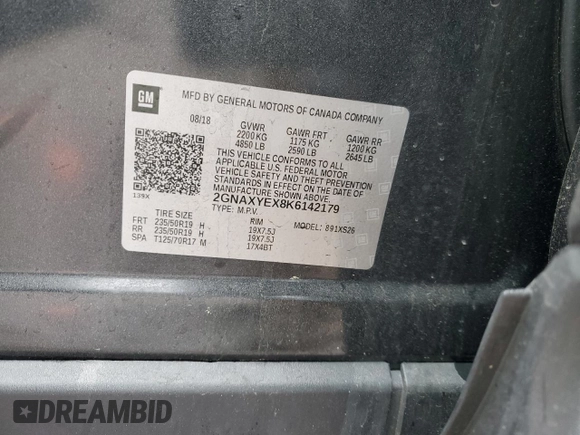 GM
MFD BY GENERAL MOTORS OF CANADA COMPANY
08/18 GVWR GAWR FRT GAWR RR
2200 KG 1175 KG 1200 KG
4850 LB 2590 LB 2645 LB
THIS VEHICLE CONFORMS TO ALL
APPLICABLE U.S. FEDERAL MOTOR
VEHICLE SAFETY AND BUMPER
STANDARDS IN EFFECT ON THE DATE OF
MANUFACTURE SHOWN ABOVE.
139X 2GNAXYEX8K6142179
TYPE: M.P.V. MODEL: 891XS26
TIRE SIZE RIM
FRT 235/50R19 H 19X7.5J
RR 235/50R19 H 19X7.5J
SPA T125/70R17 M 17X4BT
DREAMBID